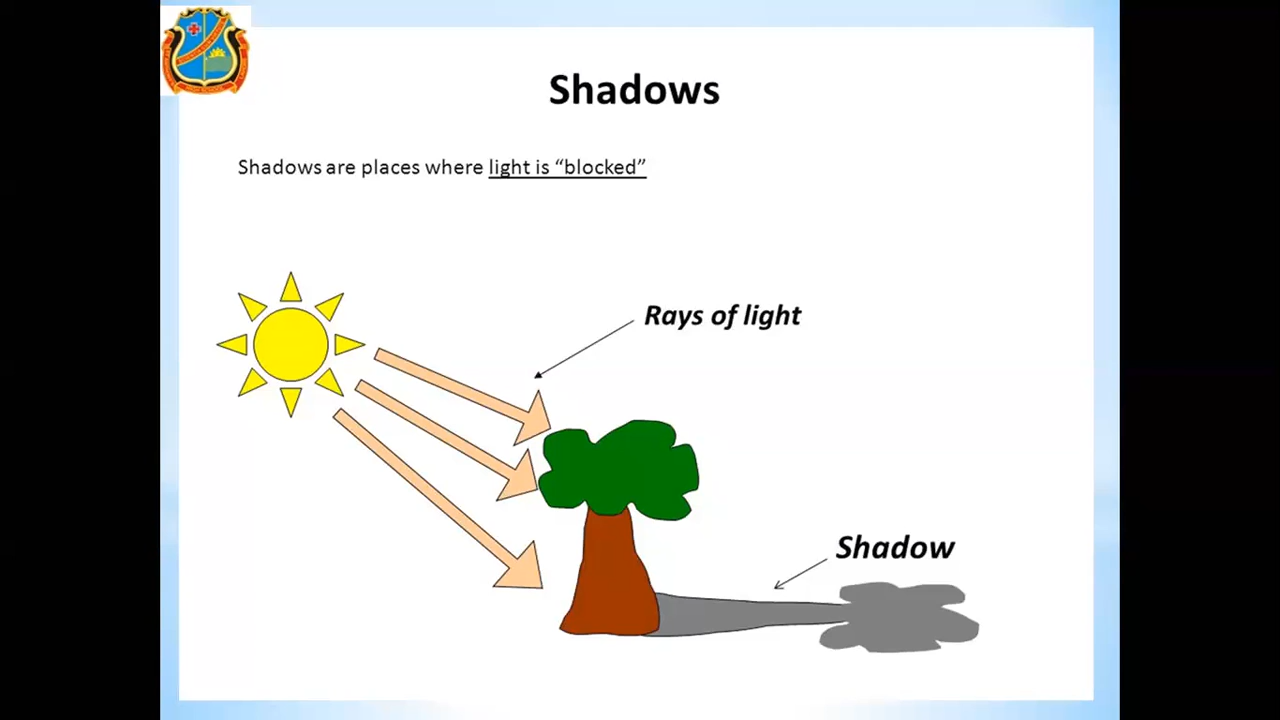 Shadows
Shadows are places where light is “blocked”
Rays of light
Shadow